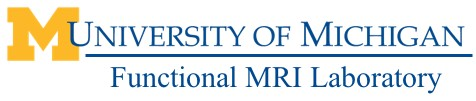 M UNIVERSITY OF MICHIGAN
Functional MRI Laboratory